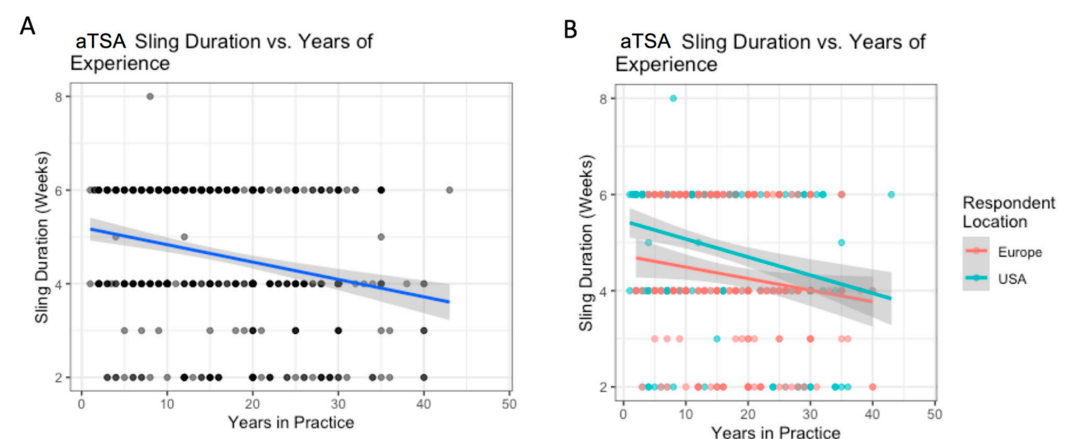 A
aTSA Sling Duration vs. Years of
Experience
8
6
4
2
Sling Duration (Weeks)
0 10 20 30 40 50
Years in Practice
B
aTSA Sling Duration vs. Years of
Experience
8
6
4
2
Sling Duration (Weeks)
0 10 20 30 40 50
Years in Practice
Respondent
Location
Europe
USA